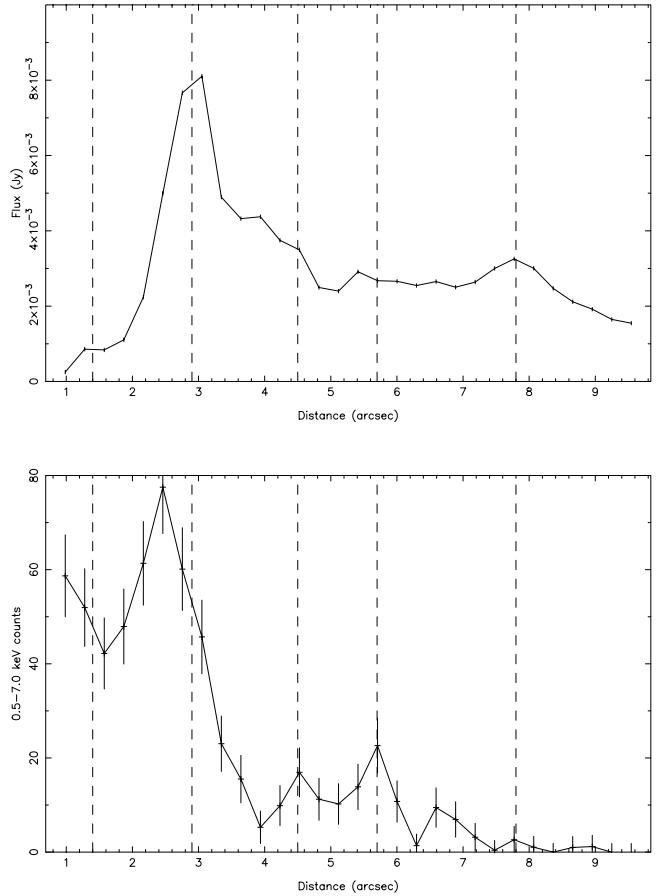 8×10⁻³
6×10⁻³
4×10⁻³
2×10⁻³
0
Flux (Jy)
1 2 3 4 5 6 7 8 9
Distance (arcsec)
80
60
40
20
0
0.5−7.0 keV counts
1 2 3 4 5 6 7 8 9
Distance (arcsec)